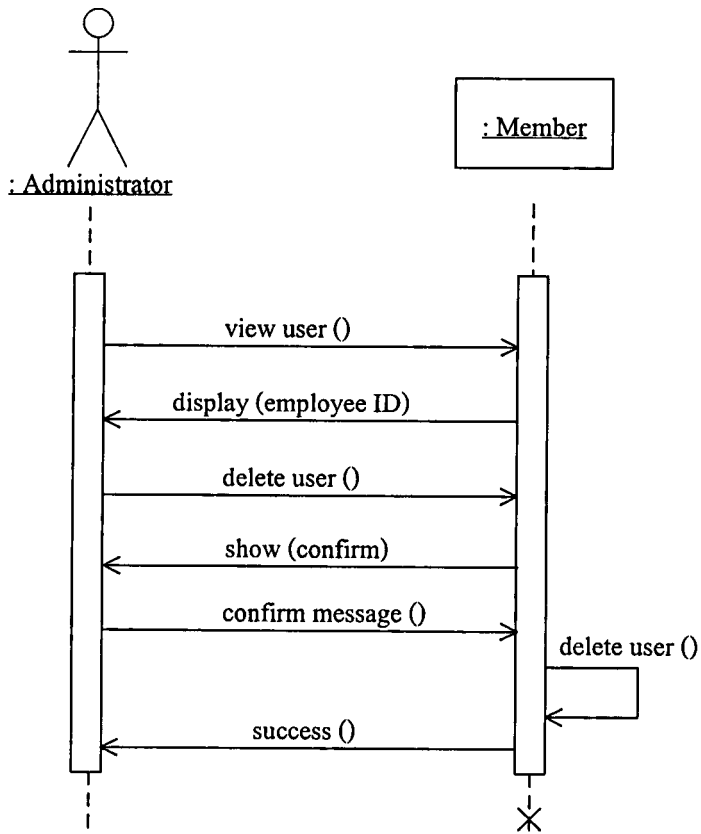 : Administrator
: Member
view user ()
display (employee ID)
delete user ()
show (confirm)
confirm message ()
delete user ()
success ()